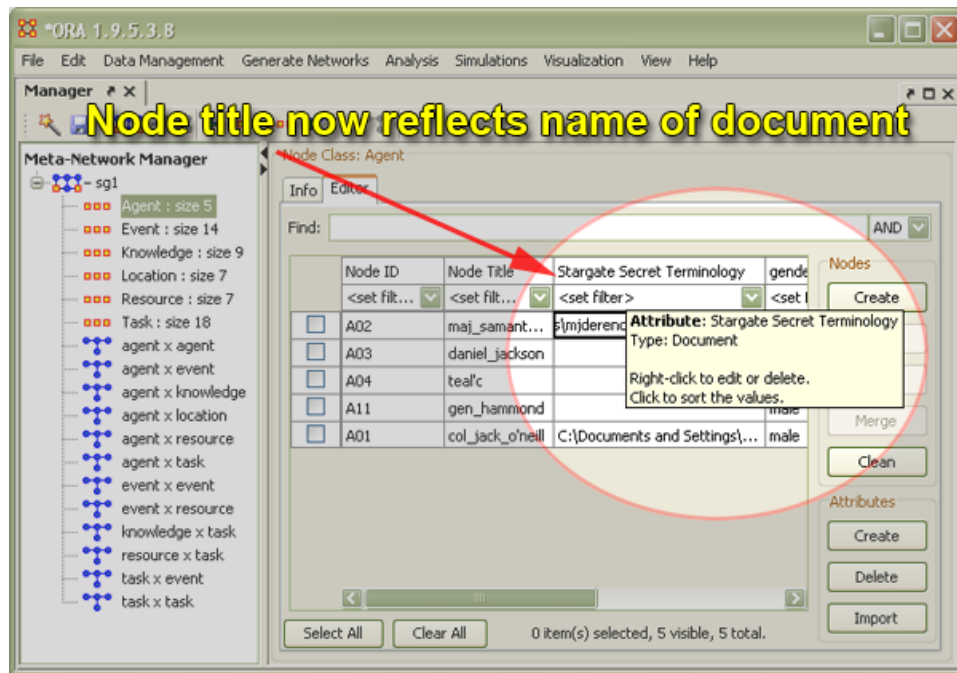 *ORA 1.9.5.3.8
File Edit Data Management Generate Networks Analysis Simulations Visualization View Help
Manager
Node title now reflects name of document
Meta-Network Manager
sg1
Agent : size 5
Event : size 14
Knowledge : size 9
Location : size 7
Resource : size 7
Task : size 18
agent x agent
agent x event
agent x knowledge
agent x location
agent x resource
agent x task
event x event
event x resource
knowledge x task
resource x task
task x event
task x task
Node Class: Agent
Info Editor
Find: AND
Node ID Node Title Stargate Secret Terminology gende
<set filt... <set filt... <set filter> <set f
A02 maj_samant... s\mjderenc
A03 daniel_jackson
A04 teal'c
A11 gen_hammond male
A01 col_jack_o'neill C:\Documents and Settings\... male
Attribute: Stargate Secret Terminology
Type: Document
Right-click to edit or delete.
Click to sort the values.
Nodes
Create
Merge
Clean
Attributes
Create
Delete
Import
Select All Clear All 0 item(s) selected, 5 visible, 5 total.